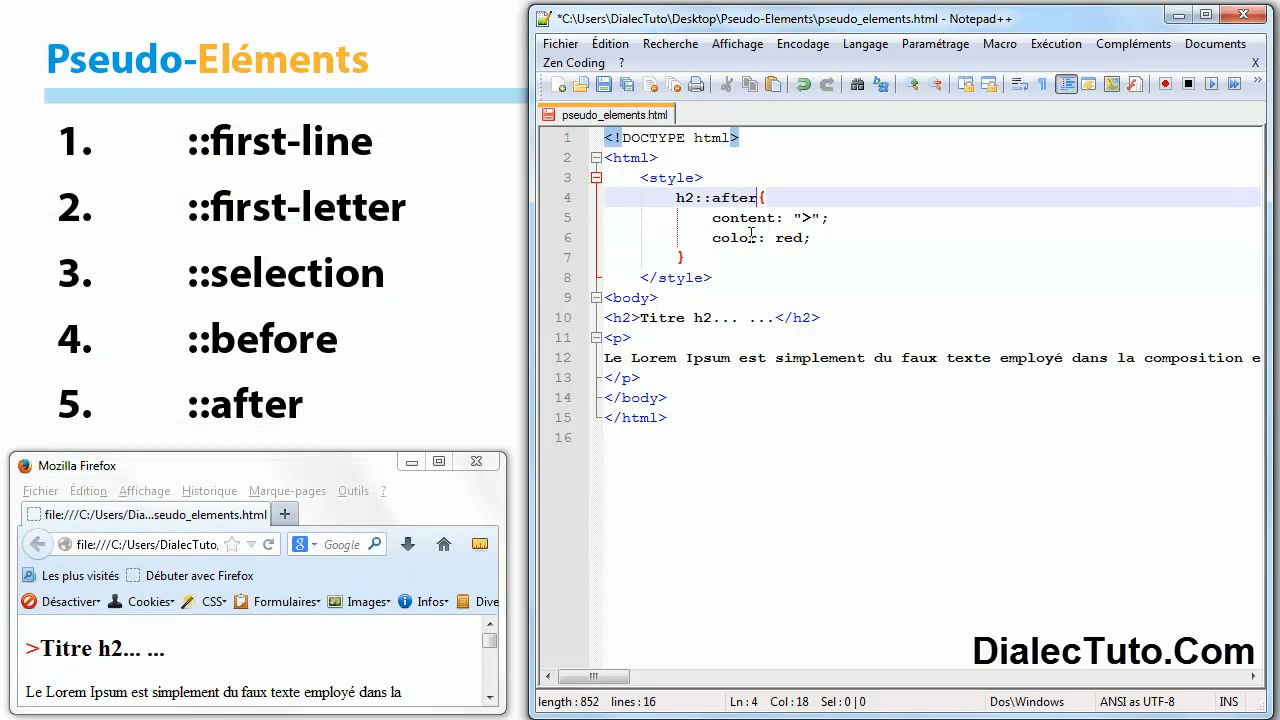 Pseudo-Eléments
1. ::first-line
2. ::first-letter
3. ::selection
4. ::before
5. ::after
Mozilla Firefox
Fichier Édition Affichage Historique Marque-pages Outils ?
file:///C:/Users/Dia...seudo_elements.html
file:///C:/Users/DialecTuto, Google
Les plus visités Débuter avec Firefox
Désactiver Cookies CSS Formulaires Images Infos Dive
>Titre h2... ...
Le Lorem Ipsum est simplement du faux texte employé dans la
*C:\Users\DialecTuto\Desktop\Pseudo-Elements\pseudo_elements.html - Notepad++
Fichier Édition Recherche Affichage Encodage Langage Paramétrage Macro Exécution Compléments Documents
Zen Coding ? X
pseudo_elements.html
1 <!DOCTYPE html>
2 <html>
3 <style>
4 h2::after{
5 content: ">";
6 color: red;
7 }
8 </style>
9 <body>
10 <h2>Titre h2... ...</h2>
11 <p>
12 Le Lorem Ipsum est simplement du faux texte employé dans la composition e
13 </p>
14 </body>
15 </html>
16
DialecTuto.Com
length : 852 lines : 16 Ln : 4 Col : 18 Sel : 0 | 0 Dos\Windows ANSI as UTF-8 INS